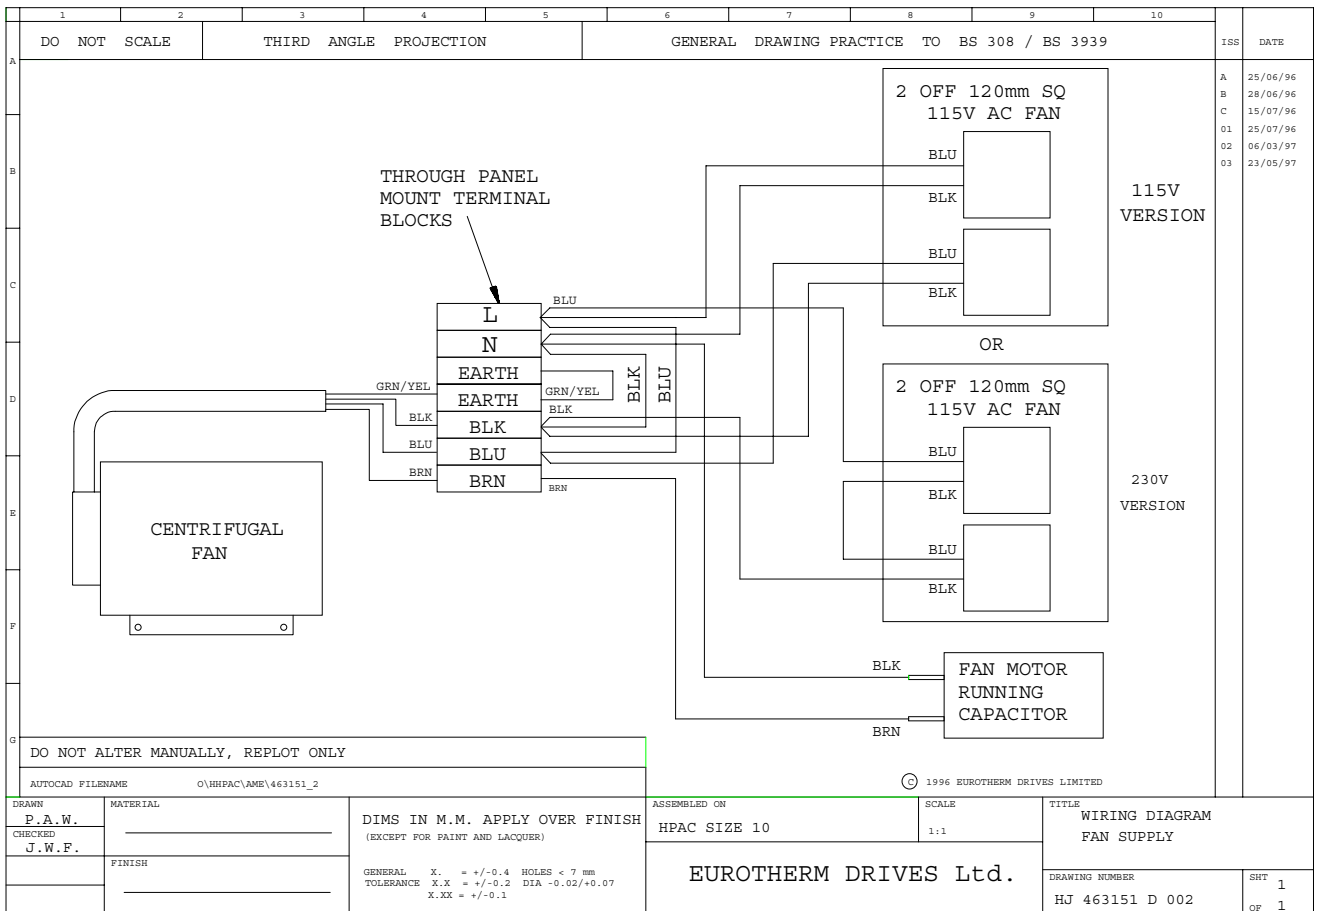 1 2 3 4 5 6 7 8 9 10
DO NOT SCALE
THIRD ANGLE PROJECTION
GENERAL DRAWING PRACTICE TO BS 308 / BS 3939
ISS DATE
A 25/06/96
B 28/06/96
C 15/07/96
01 25/07/96
02 06/03/97
03 23/05/97
A
B
C
D
E
F
G
2 OFF 120mm SQ
115V AC FAN
BLU
BLK
BLU
BLK
115V
VERSION
THROUGH PANEL
MOUNT TERMINAL
BLOCKS
OR
L
N
EARTH
EARTH
BLK
BLU
BRN
GRN/YEL
BLK
BLU
BRN
BLU
GRN/YEL
BLK
BRN
BLK
BLU
2 OFF 120mm SQ
115V AC FAN
BLU
BLK
BLU
BLK
230V
VERSION
CENTRIFUGAL
FAN
BLK
BRN
FAN MOTOR
RUNNING
CAPACITOR
DO NOT ALTER MANUALLY, REPLOT ONLY
AUTOCAD FILENAME O\HHPAC\AME\463151_2
C 1996 EUROTHERM DRIVES LIMITED
DRAWN
P.A.W.
CHECKED
J.W.F.
MATERIAL
FINISH
DIMS IN M.M. APPLY OVER FINISH
(EXCEPT FOR PAINT AND LACQUER)
GENERAL X. = +/-0.4 HOLES < 7 mm
TOLERANCE X.X = +/-0.2 DIA -0.02/+0.07
X.XX = +/-0.1
ASSEMBLED ON
HPAC SIZE 10
SCALE
1:1
EUROTHERM DRIVES Ltd.
TITLE
WIRING DIAGRAM
FAN SUPPLY
DRAWING NUMBER
HJ 463151 D 002
SHT 1
OF 1